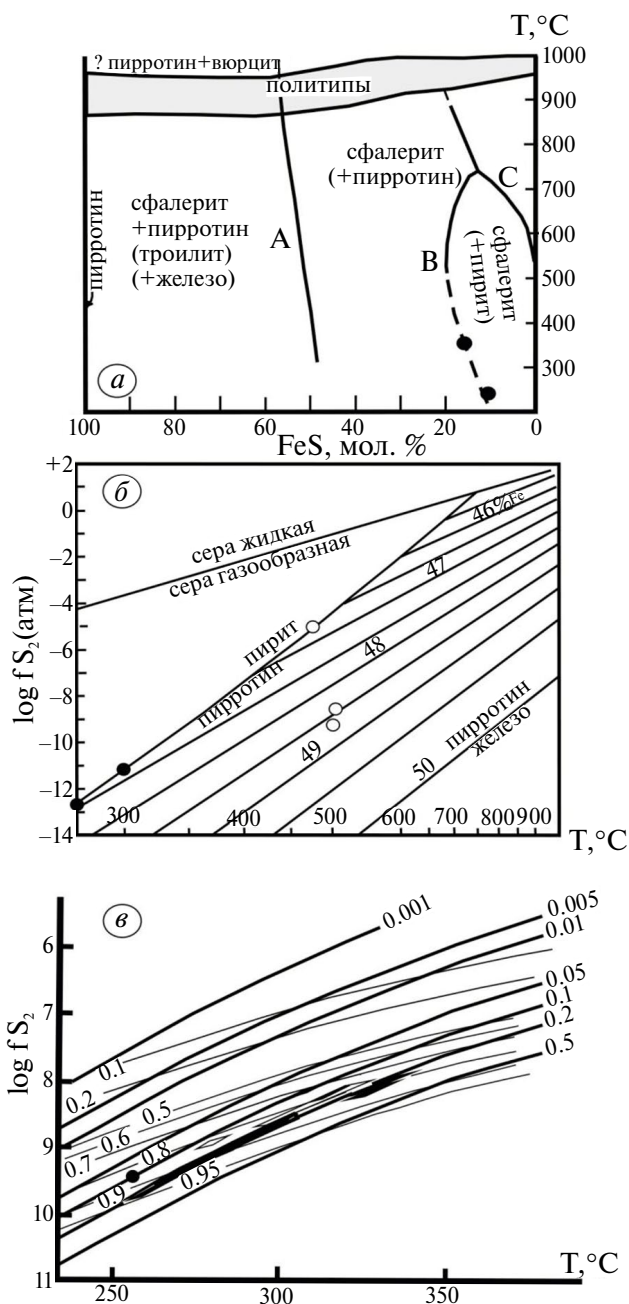 T,°C
? пирротин+вюрцит
политипы
сфалерит
(+пирротин)
C
пирротин
сфалерит
+пирротин
(троилит)
(+железо)
A
B
сфалерит
(+пирит)
1000
900
800
700
600
500
400
300
а
100
80
60
40
20
0
FeS, мол. %
+2
0
−2
−4
−6
−8
−10
−12
−14
log f S2(атм)
б
сера жидкая
сера газообразная
46%Fe
47
48
49
50
пирит
пирротин
пирротин
железо
300
400
500
600
700
800
900
T,°C
в
6
7
8
9
10
11
log f S2
0.001
0.005
0.01
0.05
0.1
0.2
0.5
0.1
0.2
0.5
0.6
0.7
0.8
0.9
0.95
250
300
350
T,°C